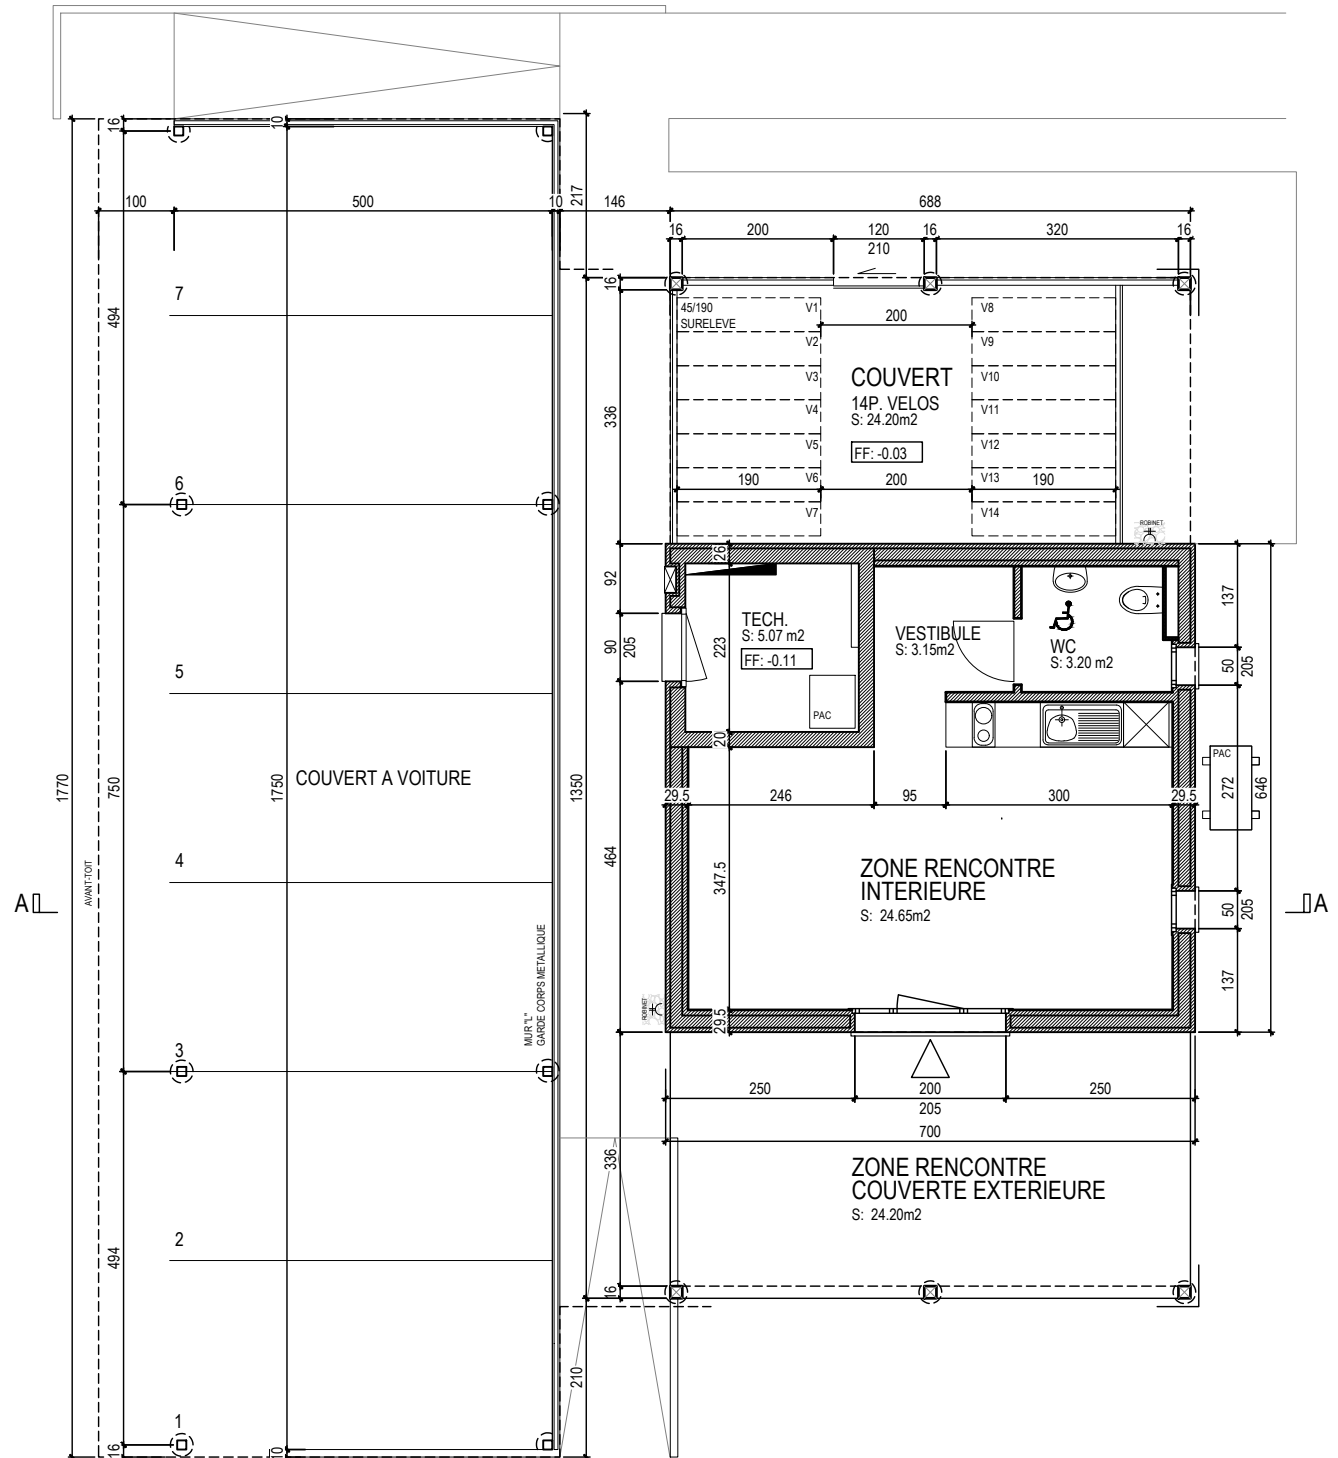 16
10
217
100
500
10
146
688
16
200
120
16
320
16
210
16
7
494
45/190
SURELEVE
V1
V2
V3
V4
V5
V6
V7
200
V8
V9
V10
V11
V12
V13
V14
COUVERT
14P. VELOS
S: 24.20m2
FF: -0.03
336
190
200
190
6
ROBINET
26
92
90
205
TECH.
S: 5.07 m2
FF: -0.11
223
PAC
VESTIBULE
S: 3.15m2
WC
S: 3.20 m2
137
50
205
5
20
1770
750
1750
COUVERT A VOITURE
1350
PAC
272
646
29.5
246
95
300
29.5
4
AVANT-TOIT
464
347.5
ZONE RENCONTRE
INTERIEURE
S: 24.65m2
A
A
50
205
137
MUR "L"
GARDE CORPS METALLIQUE
ROBINET
29.5
3
250
200
250
205
700
336
ZONE RENCONTRE
COUVERTE EXTERIEURE
S: 24.20m2
2
494
16
210
1
16
10